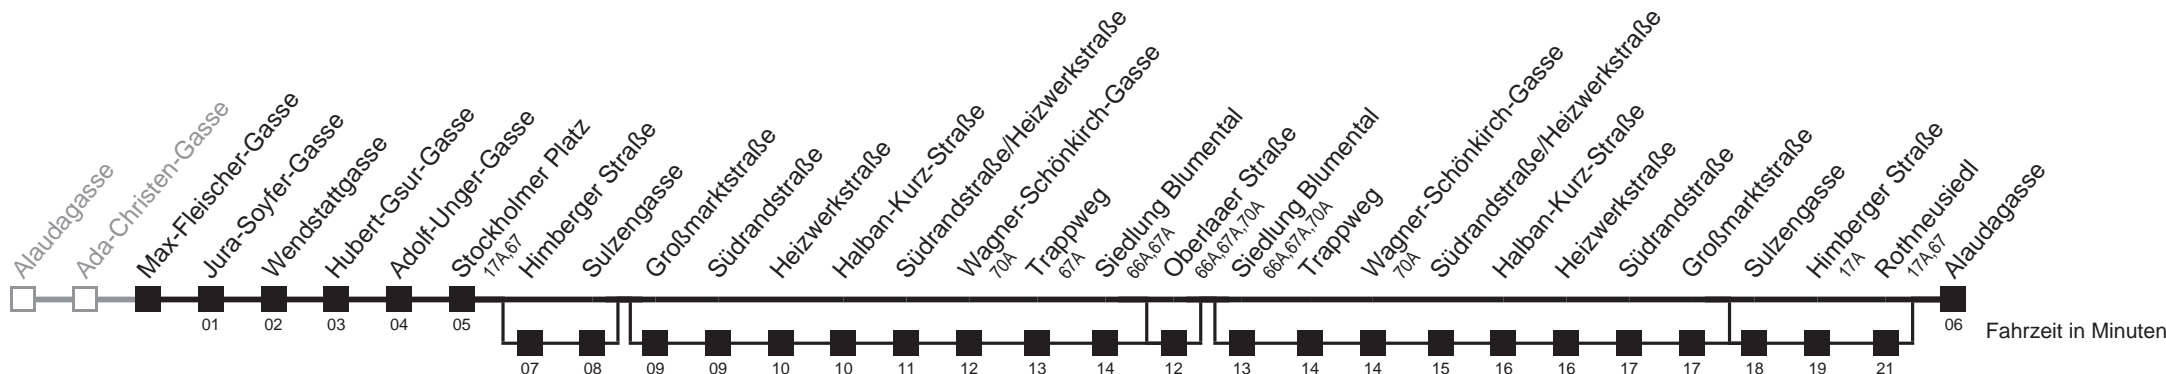 Alaudagasse
Ada-Christen-Gasse
Max-Fleischer-Gasse
Jura-Soyfer-Gasse
Wendstattgasse
Hubert-Gsur-Gasse
Adolf-Unger-Gasse
Stockholmer Platz
17A,67
Himberger Straße
Sulzengasse
Großmarktstraße
Südrandstraße
Heizwerkstraße
Halban-Kurz-Straße
Südrandstraße/Heizwerkstraße
Wagner-Schönkirch-Gasse
70A
Trappweg
67A
Siedlung Blumental
66A,67A
Oberlaaer Straße
66A,67A,70A
Siedlung Blumental
66A,67A,70A
Trappweg
Wagner-Schönkirch-Gasse
70A
Südrandstraße/Heizwerkstraße
Halban-Kurz-Straße
Heizwerkstraße
Südrandstraße
Großmarktstraße
Sulzengasse
Himberger Straße
17A
Rothneusiedl
17A,67
Alaudagasse
01 02 03 04 05 06
Fahrzeit in Minuten
07 08 09 09 10 10 11 12 13 14 12 13 14 14 15 16 16 17 17 18 19 21